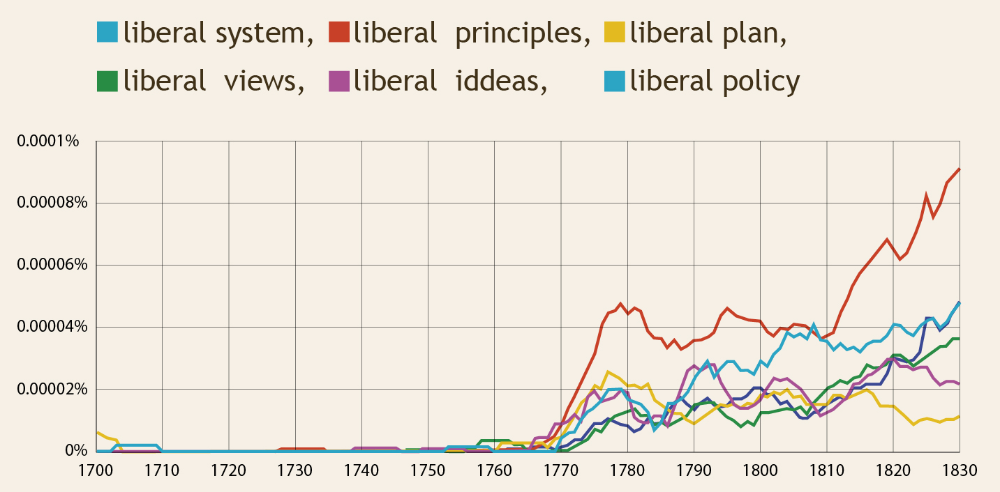 liberal system, liberal principles, liberal plan,
liberal views, liberal iddeas, liberal policy
0.0001%
0.00008%
0.00006%
0.00004%
0.00002%
0%
1700 1710 1720 1730 1740 1750 1760 1770 1780 1790 1800 1810 1820 1830